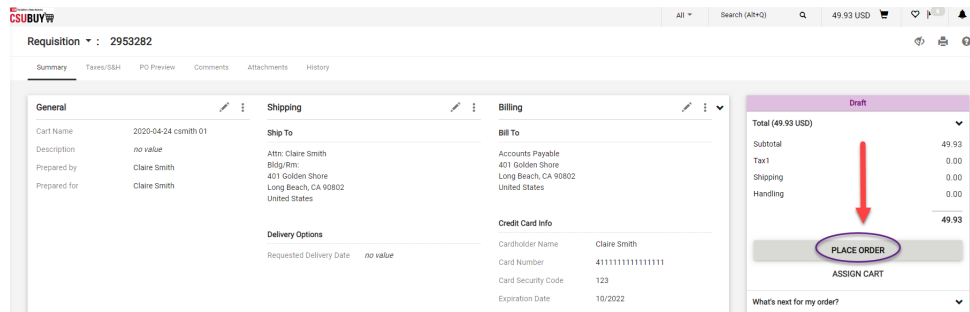 CSUBUY
All
Search (Alt+Q)
49.93 USD
Requisition : 2953282
Summary Taxes/S&H PO Preview Comments Attachments History
General
Cart Name 2020-04-24 csmith 01
Description no value
Prepared by Claire Smith
Prepared for Claire Smith
Shipping
Ship To
Attn: Claire Smith
Bldg/Rm:
401 Golden Shore
Long Beach, CA 90802
United States
Delivery Options
Requested Delivery Date no value
Billing
Bill To
Accounts Payable
401 Golden Shore
Long Beach, CA 90802
United States
Credit Card Info
Cardholder Name Claire Smith
Card Number 4111111111111111
Card Security Code 123
Expiration Date 10/2022
Draft
Total (49.93 USD)
Subtotal 49.93
Tax1 0.00
Shipping 0.00
Handling 0.00
49.93
PLACE ORDER
ASSIGN CART
What's next for my order?